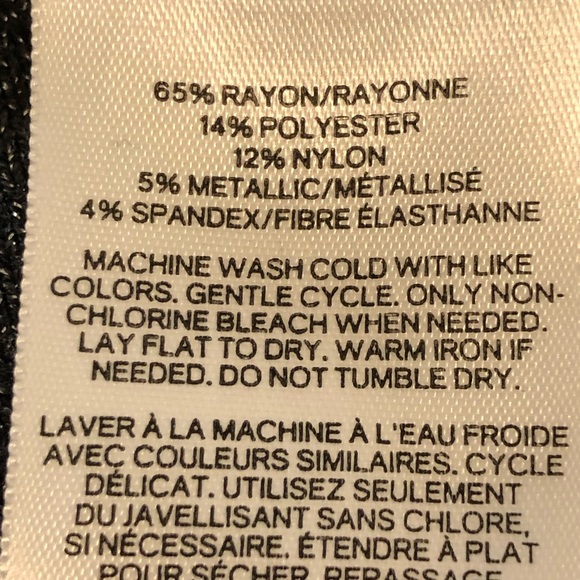 65% RAYON/RAYONNE
14% POLYESTER
12% NYLON
5% METALLIC/MÉTALLISÉ
4% SPANDEX/FIBRE ÉLASTHANNE
MACHINE WASH COLD WITH LIKE
COLORS. GENTLE CYCLE. ONLY NON-
CHLORINE BLEACH WHEN NEEDED.
LAY FLAT TO DRY. WARM IRON IF
NEEDED. DO NOT TUMBLE DRY.
LAVER À LA MACHINE À L'EAU FROIDE
AVEC COULEURS SIMILAIRES. CYCLE
DÉLICAT. UTILISEZ SEULEMENT
DU JAVELLISANT SANS CHLORE,
SI NÉCESSAIRE. ÉTENDRE À PLAT
POUR SÉCHER. REPASSAGE